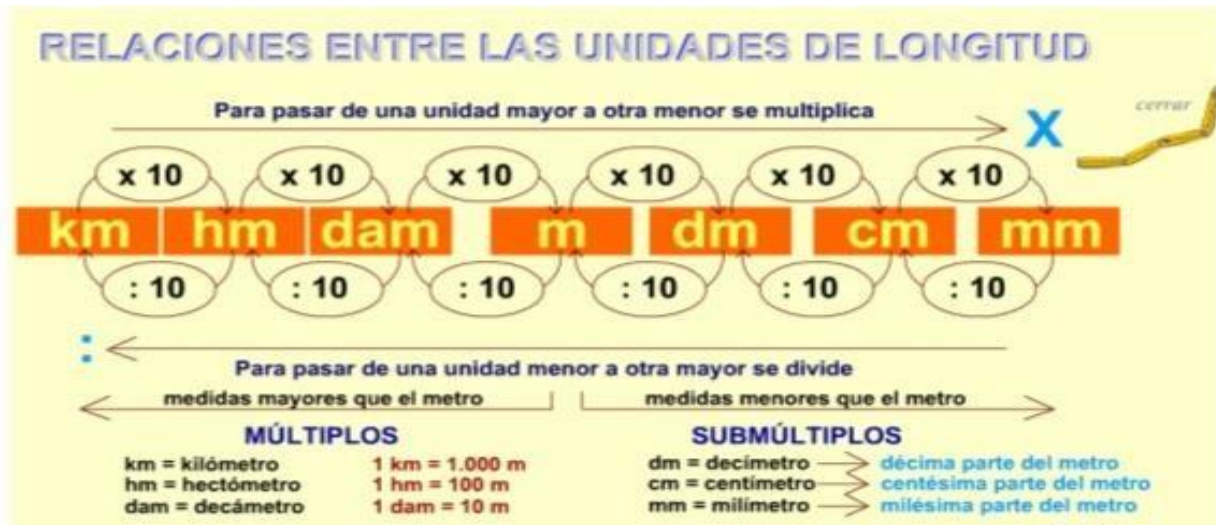 RELACIONES ENTRE LAS UNIDADES DE LONGITUD
Para pasar de una unidad mayor a otra menor se multiplica
X
cerrar
x 10 x 10 x 10 x 10 x 10 x 10
km hm dam m dm cm mm
: 10 : 10 : 10 : 10 : 10 : 10
:
Para pasar de una unidad menor a otra mayor se divide
medidas mayores que el metro medidas menores que el metro
MÚLTIPLOS SUBMÚLTIPLOS
km = kilómetro 1 km = 1.000 m dm = decímetro décima parte del metro
hm = hectómetro 1 hm = 100 m cm = centímetro centésima parte del metro
dam = decámetro 1 dam = 10 m mm = milímetro milésima parte del metro